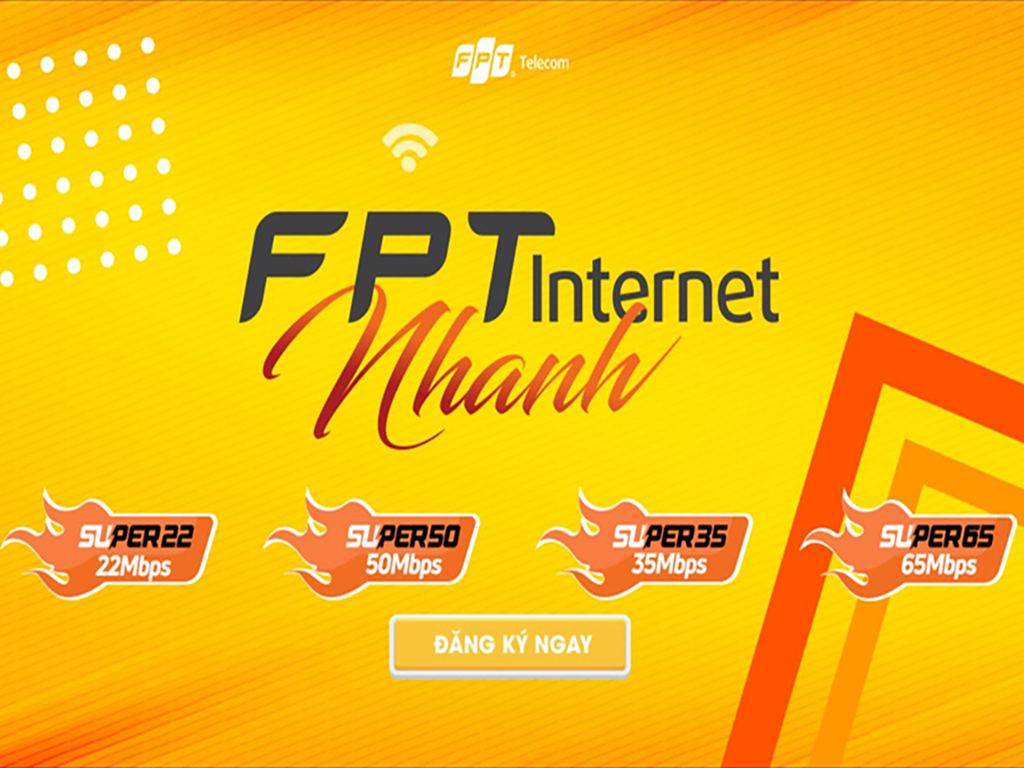 FPT Telecom
FPT Internet
Nhanh
SUPER22
22Mbps
SUPER50
50Mbps
SUPER35
35Mbps
SUPER65
65Mbps
ĐĂNG KÝ NGAY